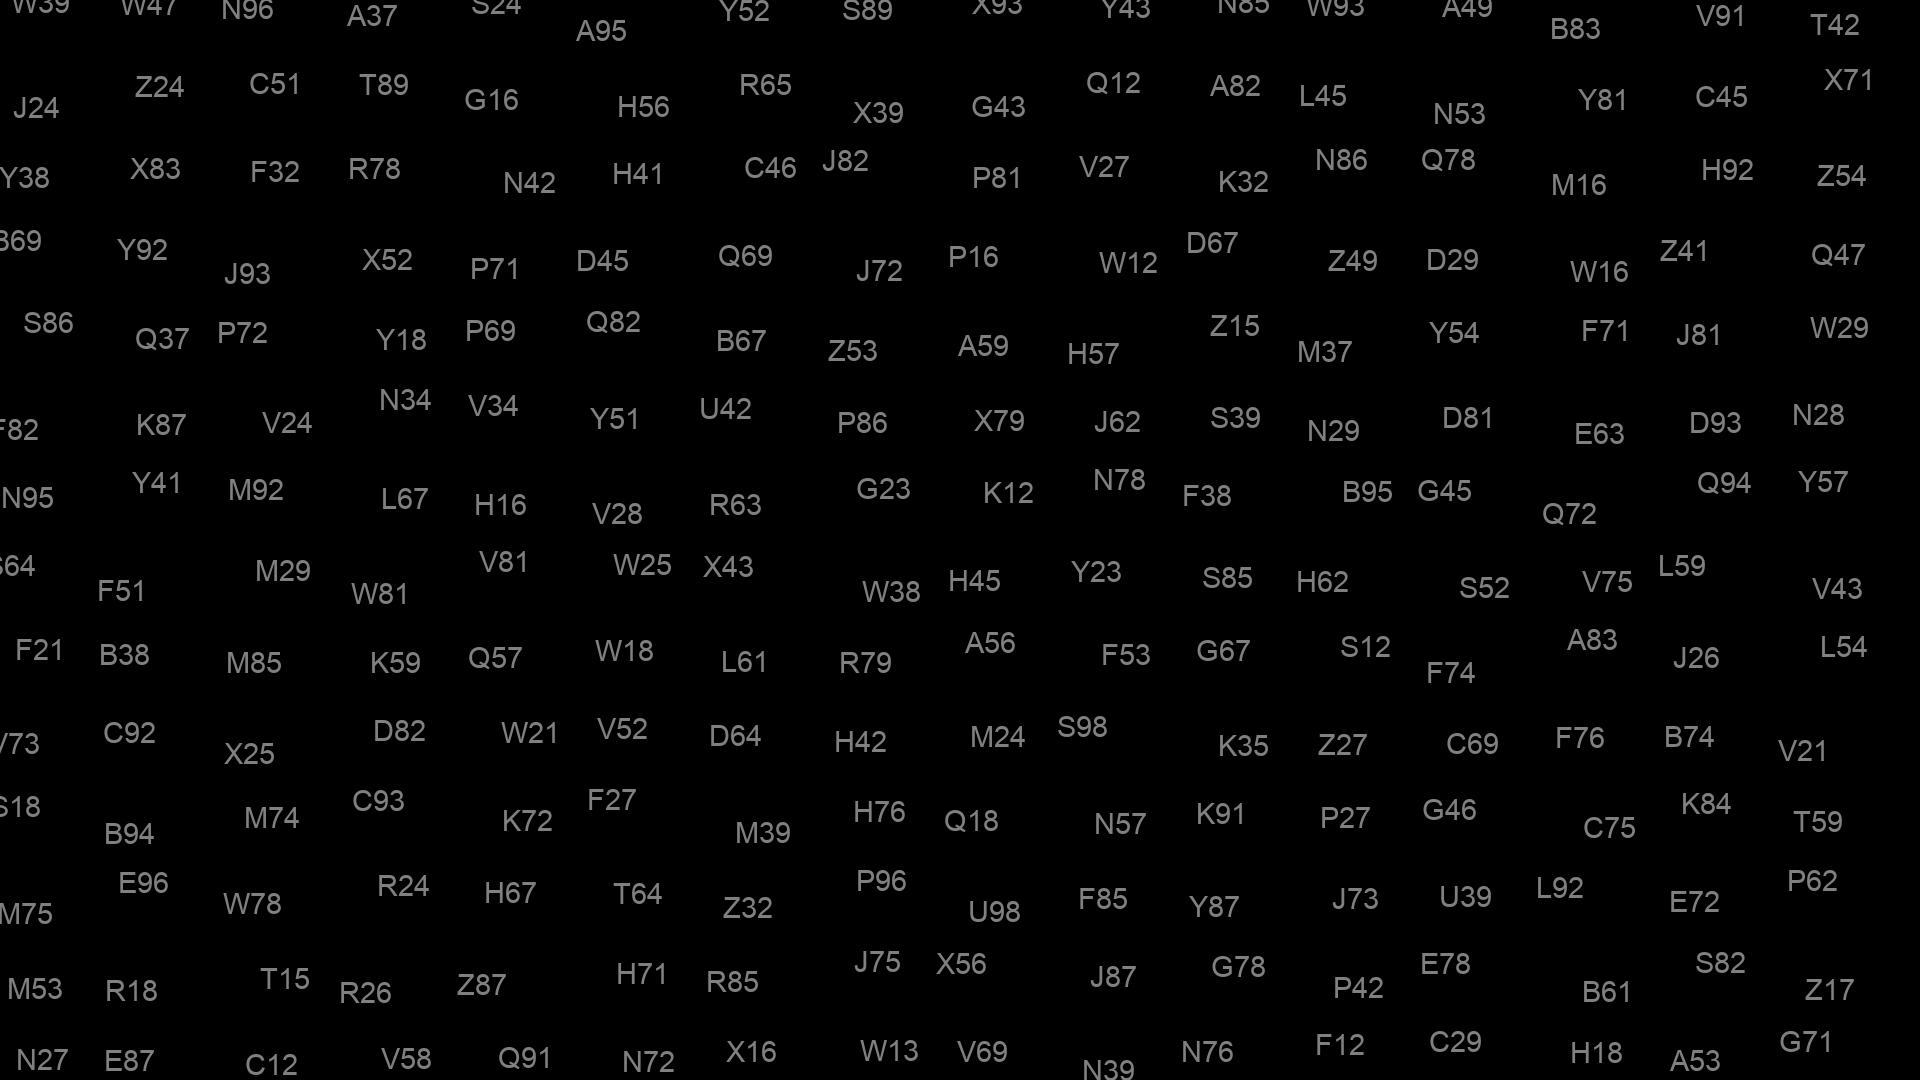 W39 W47 N96 A37 S24 A95 Y52 S89 X93 Y43 N85 W93 A49 B83 V91 T42
J24 Z24 C51 T89 G16 H56 R65 X39 G43 Q12 A82 L45 N53 Y81 C45 X71
Y38 X83 F32 R78 N42 H41 C46 J82 P81 V27 K32 N86 Q78 M16 H92 Z54
B69 Y92 J93 X52 P71 D45 Q69 J72 P16 W12 D67 Z49 D29 W16 Z41 Q47
S86 Q37 P72 Y18 P69 Q82 B67 Z53 A59 H57 Z15 M37 Y54 F71 J81 W29
F82 K87 V24 N34 V34 Y51 U42 P86 X79 J62 S39 N29 D81 E63 D93 N28
N95 Y41 M92 L67 H16 V28 R63 G23 K12 N78 F38 B95 G45 Q72 Q94 Y57
S64 F51 M29 W81 V81 W25 X43 W38 H45 Y23 S85 H62 S52 V75 L59 V43
F21 B38 M85 K59 Q57 W18 L61 R79 A56 F53 G67 S12 F74 A83 J26 L54
V73 C92 X25 D82 W21 V52 D64 H42 M24 S98 K35 Z27 C69 F76 B74 V21
S18 B94 M74 C93 K72 F27 M39 H76 Q18 N57 K91 P27 G46 C75 K84 T59
M75 E96 W78 R24 H67 T64 Z32 P96 U98 F85 Y87 J73 U39 L92 E72 P62
M53 R18 T15 R26 Z87 H71 R85 J75 X56 J87 G78 P42 E78 B61 S82 Z17
N27 E87 C12 V58 Q91 N72 X16 W13 V69 N39 N76 F12 C29 H18 A53 G71